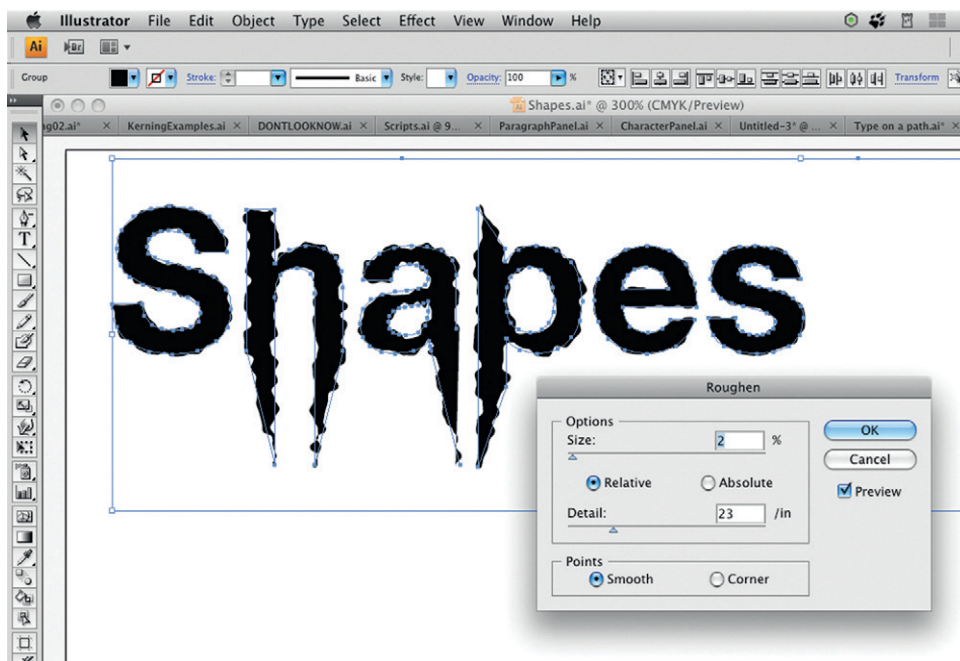 Illustrator File Edit Object Type Select Effect View Window Help
Ai Br
Group Stroke: Basic Style: Opacity: 100 % Transform
Shapes.ai* @ 300% (CMYK/Preview)
ng02.ai* × KerningExamples.ai × DONTLOOKNOW.ai × Scripts.ai @ 9... × ParagraphPanel.ai × CharacterPanel.ai × Untitled-3* @ ... × Type on a path.ai* ×
T
Shapes
Roughen
Options
Size: 2 %
Relative Absolute
Detail: 23 /in
Points
Smooth Corner
OK
Cancel
Preview